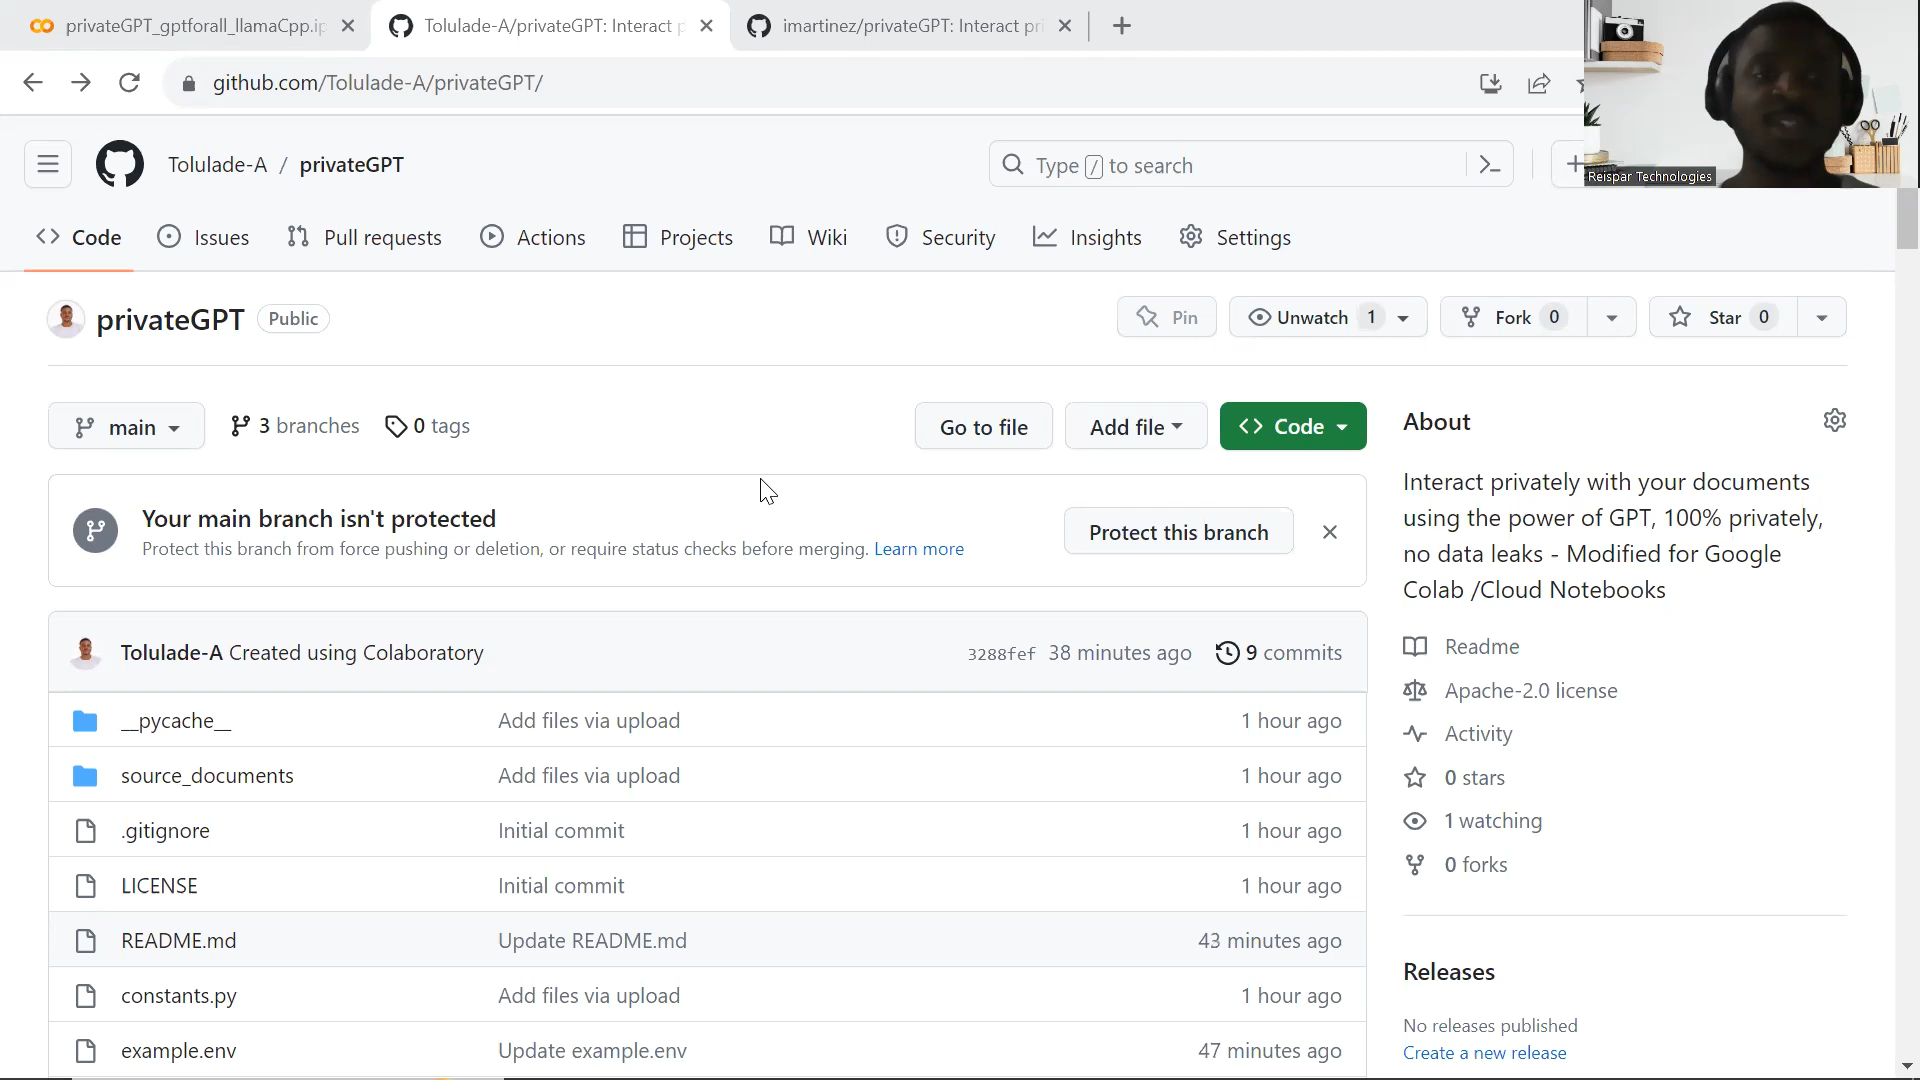 privateGPT_gptforall_llamaCpp.ip
Tolulade-A/privateGPT: Interact p
imartinez/privateGPT: Interact pri
github.com/Tolulade-A/privateGPT/
Tolulade-A / privateGPT
Type / to search
Reispar Technologies
Code
Issues
Pull requests
Actions
Projects
Wiki
Security
Insights
Settings
privateGPT
Public
Pin
Unwatch 1
Fork 0
Star 0
main
3 branches
0 tags
Go to file
Add file
Code
Your main branch isn't protected
Protect this branch from force pushing or deletion, or require status checks before merging. Learn more
Protect this branch
Tolulade-A Created using Colaboratory
3288fef 38 minutes ago
9 commits
__pycache__ Add files via upload 1 hour ago
source_documents Add files via upload 1 hour ago
.gitignore Initial commit 1 hour ago
LICENSE Initial commit 1 hour ago
README.md Update README.md 43 minutes ago
constants.py Add files via upload 1 hour ago
example.env Update example.env 47 minutes ago
About
Interact privately with your documents
using the power of GPT, 100% privately,
no data leaks - Modified for Google
Colab /Cloud Notebooks
Readme
Apache-2.0 license
Activity
0 stars
1 watching
0 forks
Releases
No releases published
Create a new release